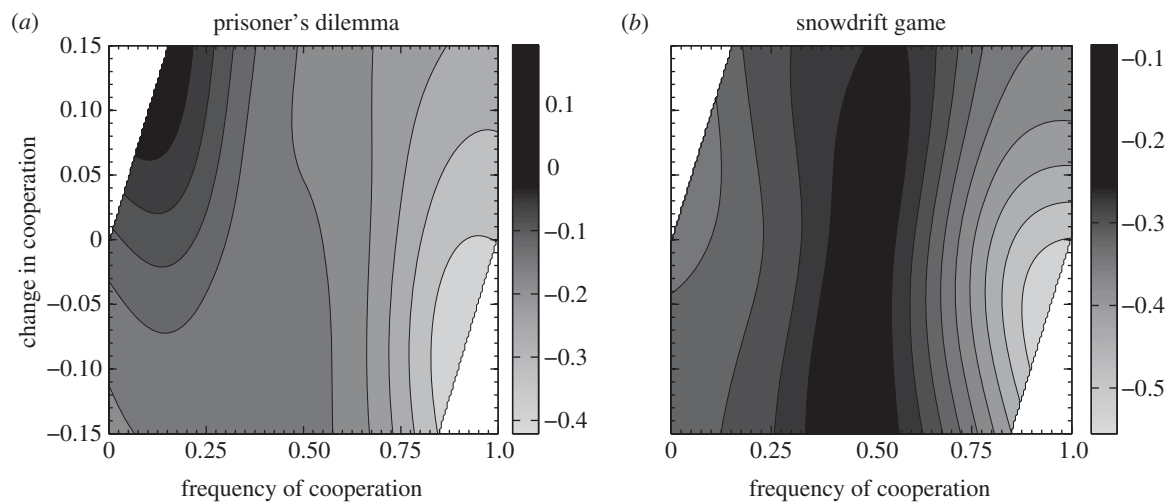 (a) prisoner’s dilemma
0.15
0.10
0.05
0
−0.05
−0.10
−0.15
change in cooperation
0 0.25 0.50 0.75 1.0
frequency of cooperation
0.1
0
−0.1
−0.2
−0.3
−0.4
(b) snowdrift game
0 0.25 0.50 0.75 1.0
frequency of cooperation
−0.1
−0.2
−0.3
−0.4
−0.5